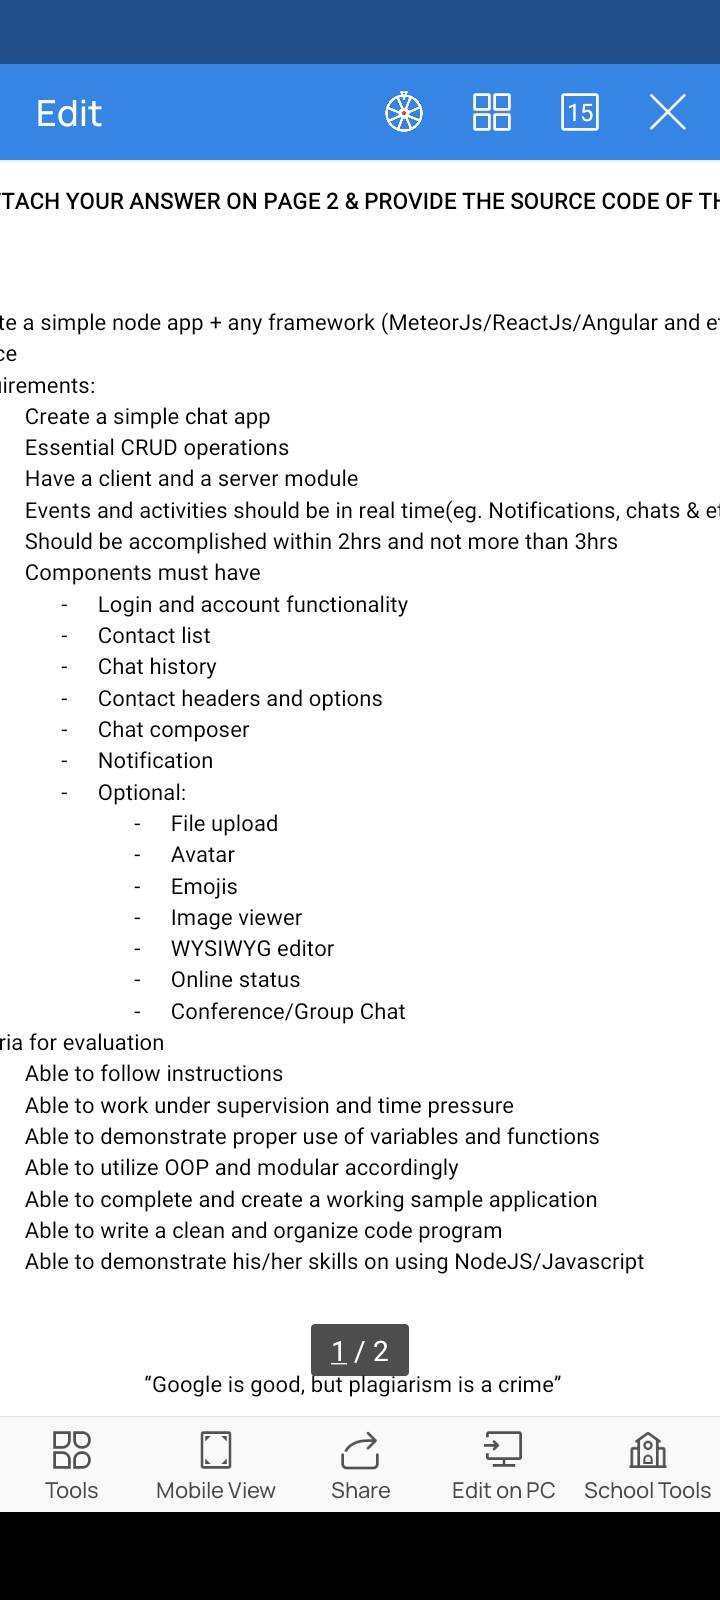 Edit
15
TTACH YOUR ANSWER ON PAGE 2 & PROVIDE THE SOURCE CODE OF TH
te a simple node app + any framework (MeteorJs/ReactJs/Angular and et
ce
uirements:
Create a simple chat app
Essential CRUD operations
Have a client and a server module
Events and activities should be in real time(eg. Notifications, chats & et
Should be accomplished within 2hrs and not more than 3hrs
Components must have
- Login and account functionality
- Contact list
- Chat history
- Contact headers and options
- Chat composer
- Notification
- Optional:
- File upload
- Avatar
- Emojis
- Image viewer
- WYSIWYG editor
- Online status
- Conference/Group Chat
ria for evaluation
Able to follow instructions
Able to work under supervision and time pressure
Able to demonstrate proper use of variables and functions
Able to utilize OOP and modular accordingly
Able to complete and create a working sample application
Able to write a clean and organize code program
Able to demonstrate his/her skills on using NodeJS/Javascript
1 / 2
“Google is good, but plagiarism is a crime”
Tools
Mobile View
Share
Edit on PC
School Tools